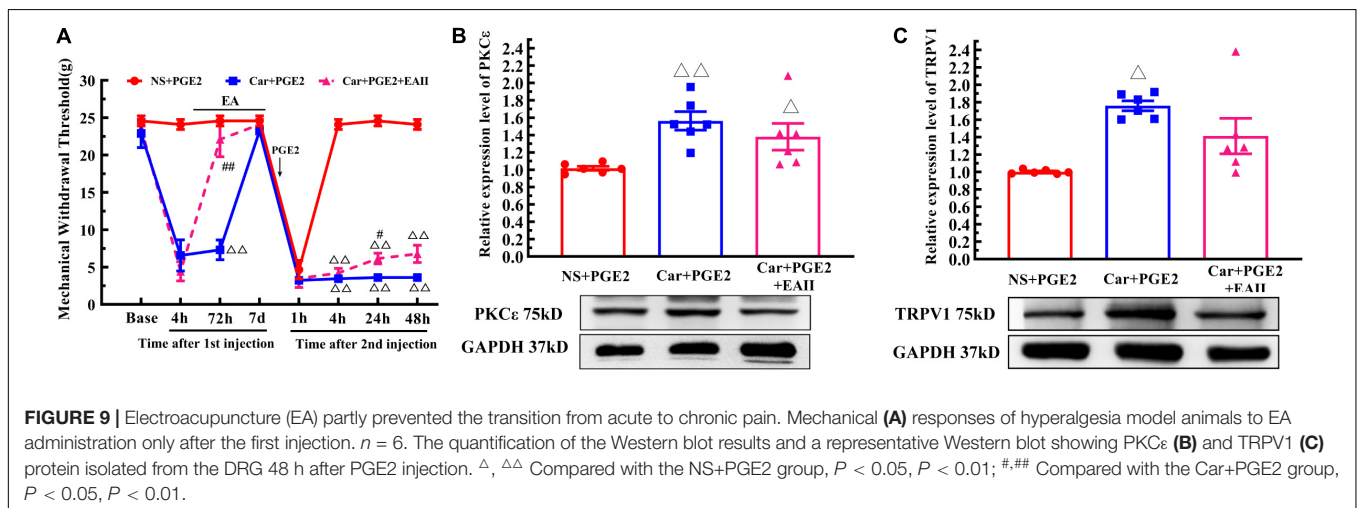 A
Mechanical Withdrawal Threshold(g)
30
25
20
15
10
5
0
NS+PGE2 Car+PGE2 Car+PGE2+EAII
EA
PGE2
##
△△
#
△△ △△ △△
△△ △△ △△
Base 4h 72h 7d 1h 4h 24h 48h
Time after 1st injection Time after 2nd injection
B
Relative expression level of PKCε
2.4
2.2
2.0
1.8
1.6
1.4
1.2
1.0
0.8
0.6
0.4
0.2
0.0
△△
△
NS+PGE2 Car+PGE2 Car+PGE2
+EAII
PKCε 75kD
GAPDH 37kD
C
Relative expression level of TRPV1
2.4
2.2
2.0
1.8
1.6
1.4
1.2
1.0
0.8
0.6
0.4
0.2
0.0
△
NS+PGE2 Car+PGE2 Car+PGE2
+EAII
TRPV1 75kD
GAPDH 37kD
FIGURE 9 | Electroacupuncture (EA) partly prevented the transition from acute to chronic pain. Mechanical (A) responses of hyperalgesia model animals to EA
administration only after the first injection. n = 6. The quantification of the Western blot results and a representative Western blot showing PKCε (B) and TRPV1 (C)
protein isolated from the DRG 48 h after PGE2 injection. △, △△ Compared with the NS+PGE2 group, P < 0.05, P < 0.01; #,## Compared with the Car+PGE2 group,
P < 0.05, P < 0.01.